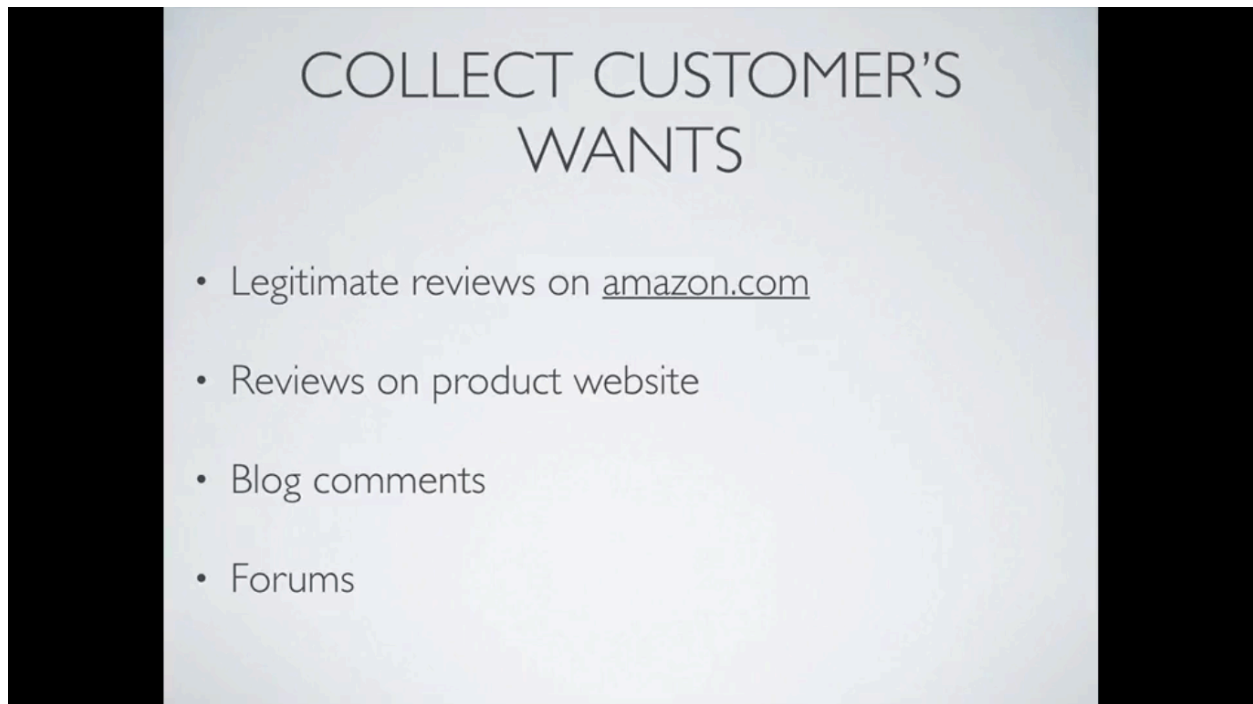 COLLECT CUSTOMER'S
WANTS
• Legitimate reviews on amazon.com
• Reviews on product website
• Blog comments
• Forums